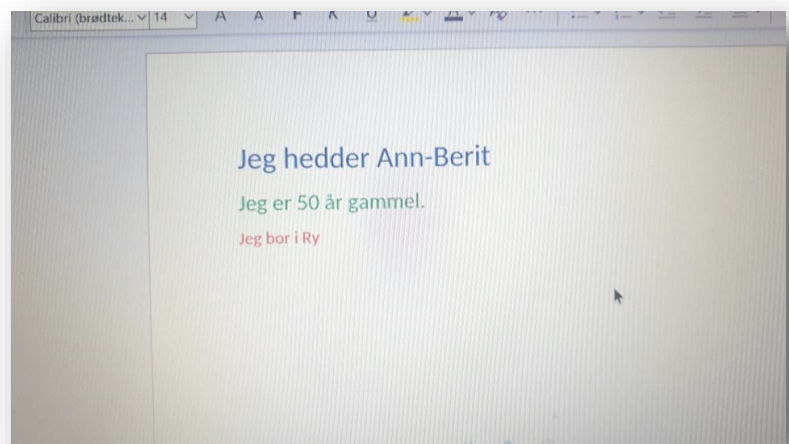 Calibri (brødtek... 14
Jeg hedder Ann-Berit
Jeg er 50 år gammel.
Jeg bor i Ry